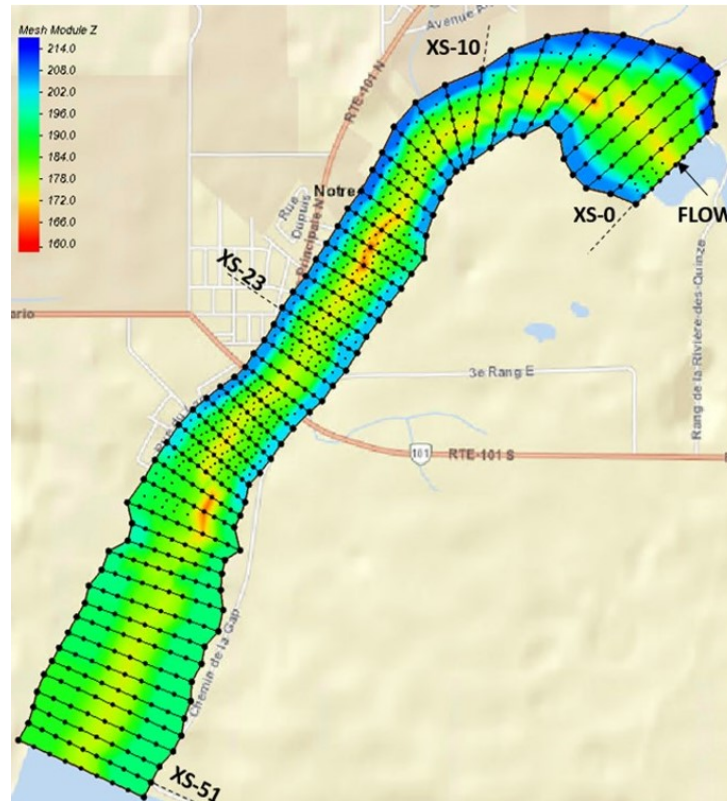 Mesh Module Z
214.0
208.0
202.0
196.0
190.0
184.0
178.0
172.0
166.0
160.0
XS-10
RTE-101 N
Notre
Rue
Dupuis
Principale N
XS-0
FLOW
XS-23
3e Rang E
Rang de la Rivière-des-Quinze
101
RTE-101 S
Chemie de la Gap
XS-51